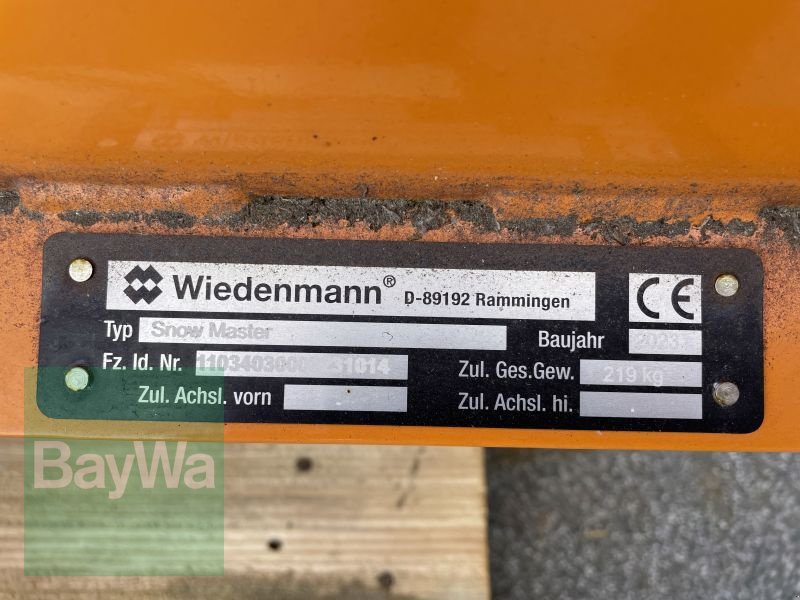 Wiedenmann® D-89192 Rammingen CE
Typ Snow Master Baujahr 2023
Fz. Id. Nr. Zul. Ges.Gew. 219 kg
Zul. Achsl. vorn Zul. Achsl. hi.
BayWa